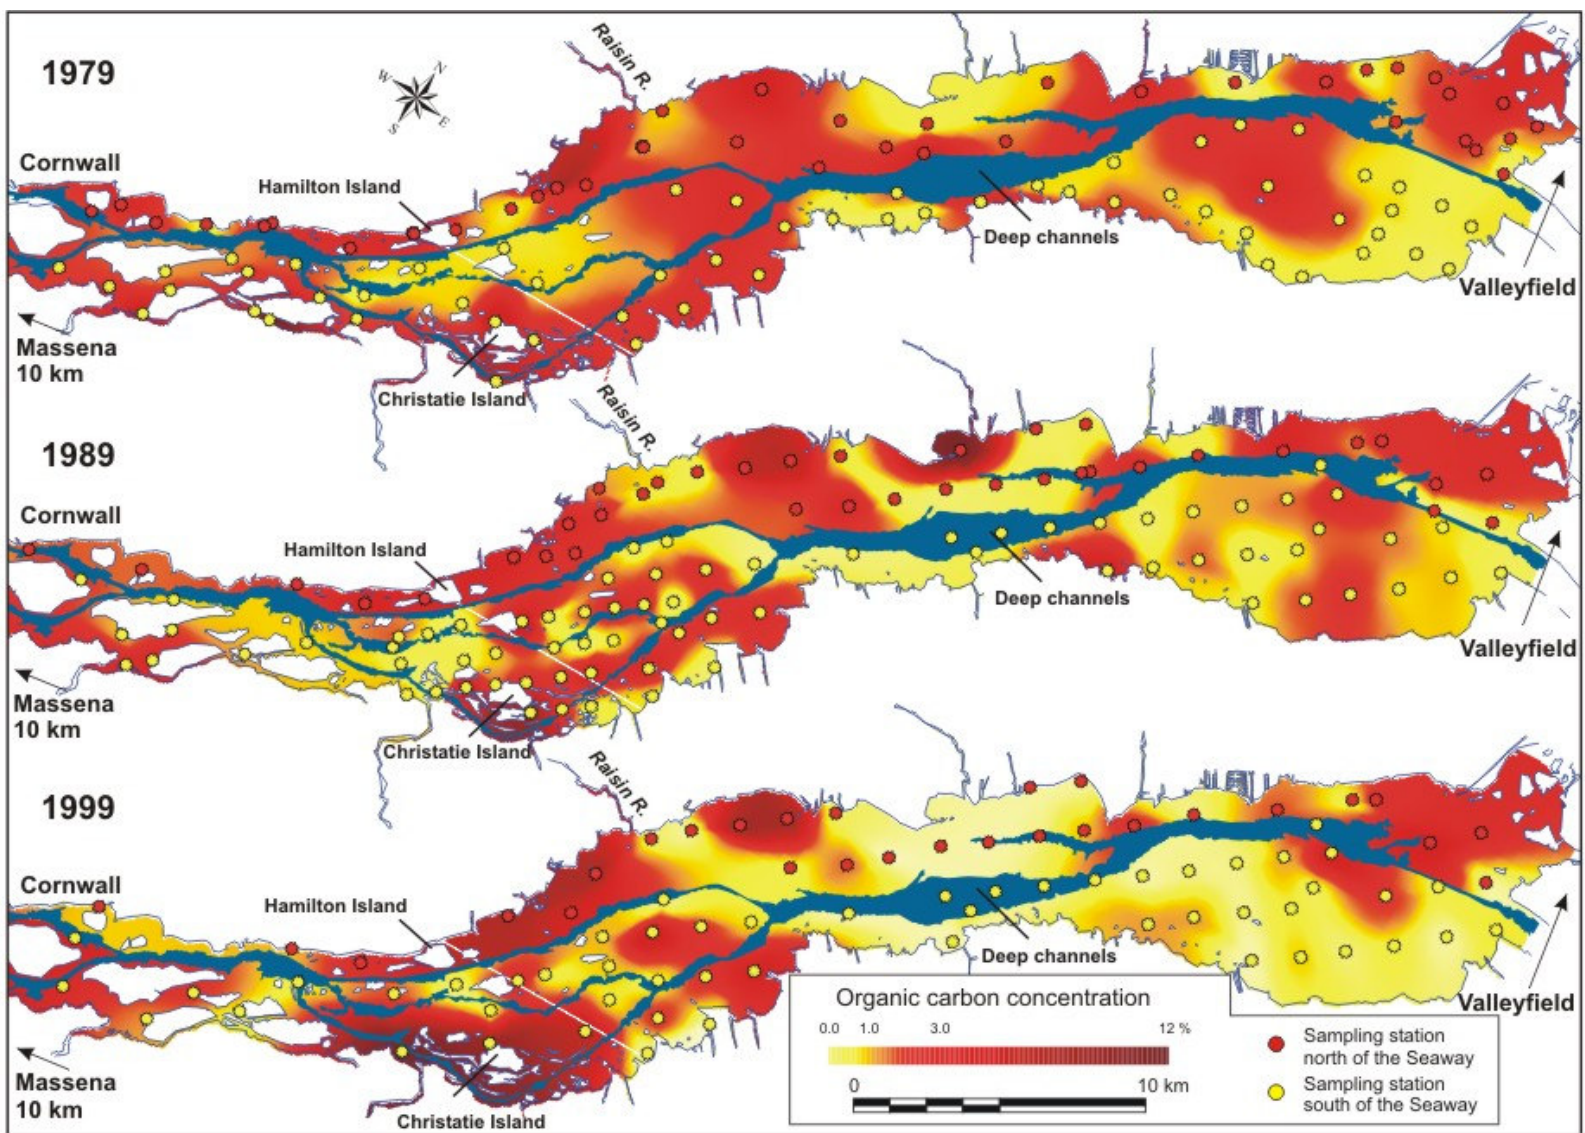 1979
W
N
S
E
Raisin R.
Cornwall
Hamilton Island
Deep channels
Valleyfield
Massena
10 km
Christatie Island
Raisin R.
1989
Cornwall
Hamilton Island
Deep channels
Valleyfield
Massena
10 km
Christatie Island
Raisin R.
1999
Cornwall
Hamilton Island
Deep channels
Valleyfield
Massena
10 km
Christatie Island
Organic carbon concentration
0.0 1.0 3.0 12 %
0 10 km
Sampling station
north of the Seaway
Sampling station
south of the Seaway